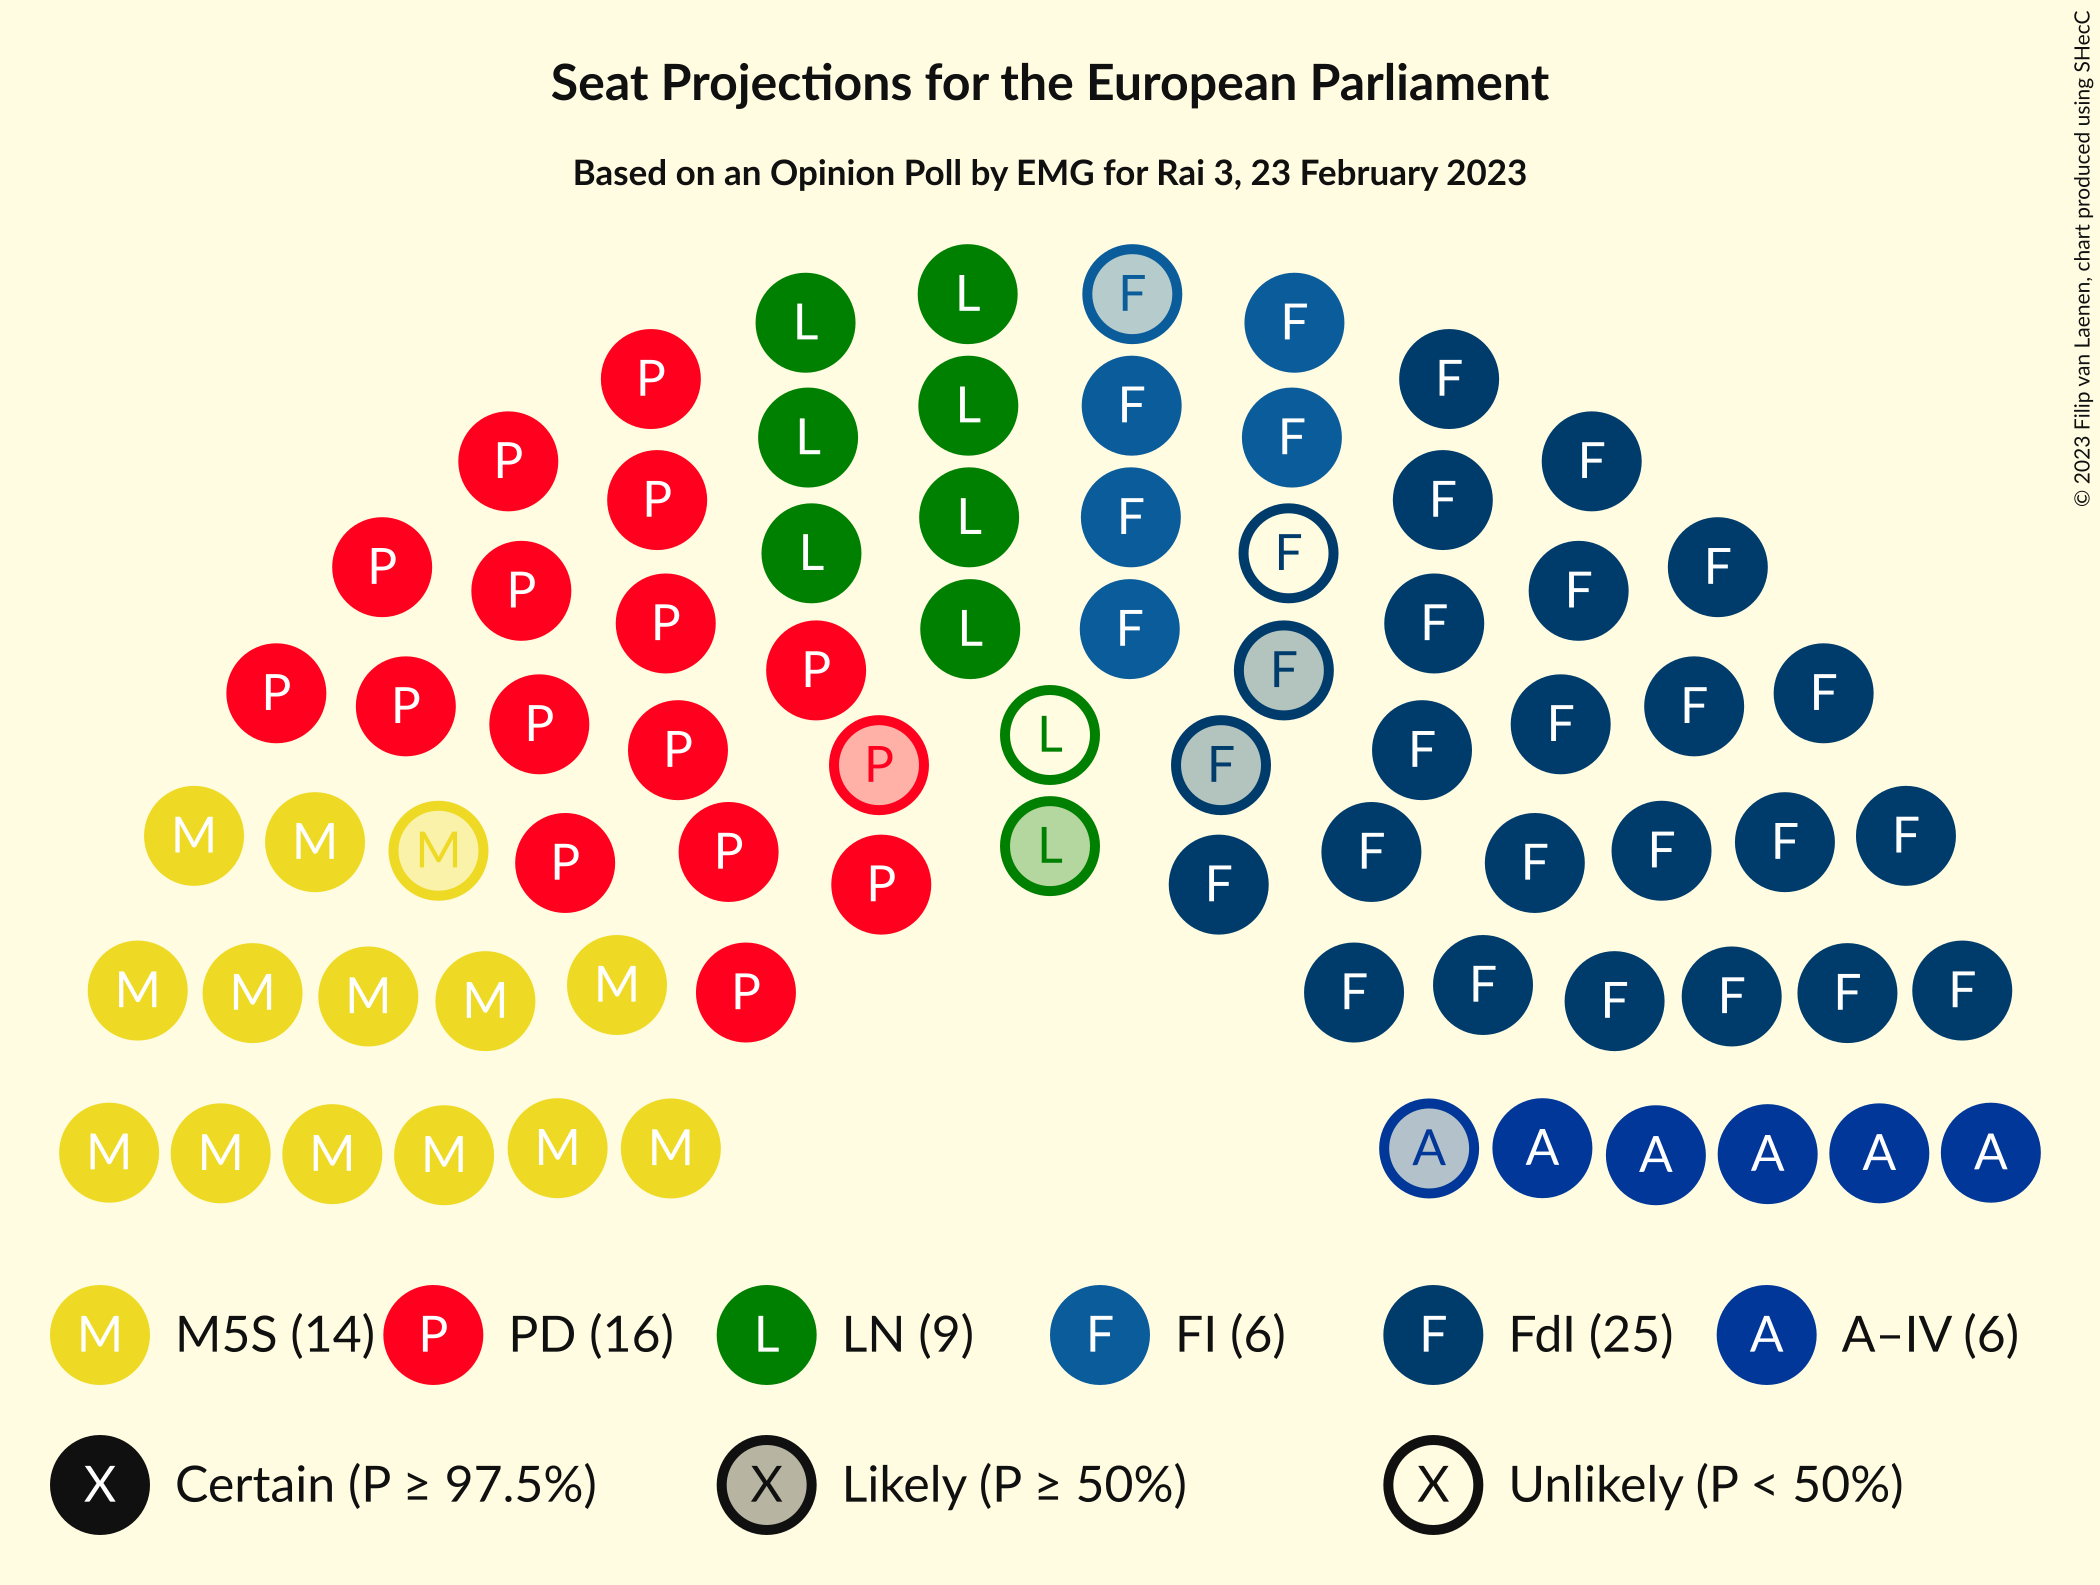 Seat Projections for the European Parliament
Based on an Opinion Poll by EMG for Rai 3, 23 February 2023
© 2023 Filip van Laenen, chart produced using SHecC
L L F F
P L F
P L L F F F
P P L F F F
P P L F F
P P L L F F F
P P P F F F
P P P P L F F F F F
M M M P P P L F F F F F F
M M M M M P F F F F F F
M M M M M M A A A A A A
M M5S (14) P PD (16) L LN (9) F FI (6) F FdI (25) A A–IV (6)
X Certain (P ≥ 97.5%) X Likely (P ≥ 50%) X Unlikely (P < 50%)